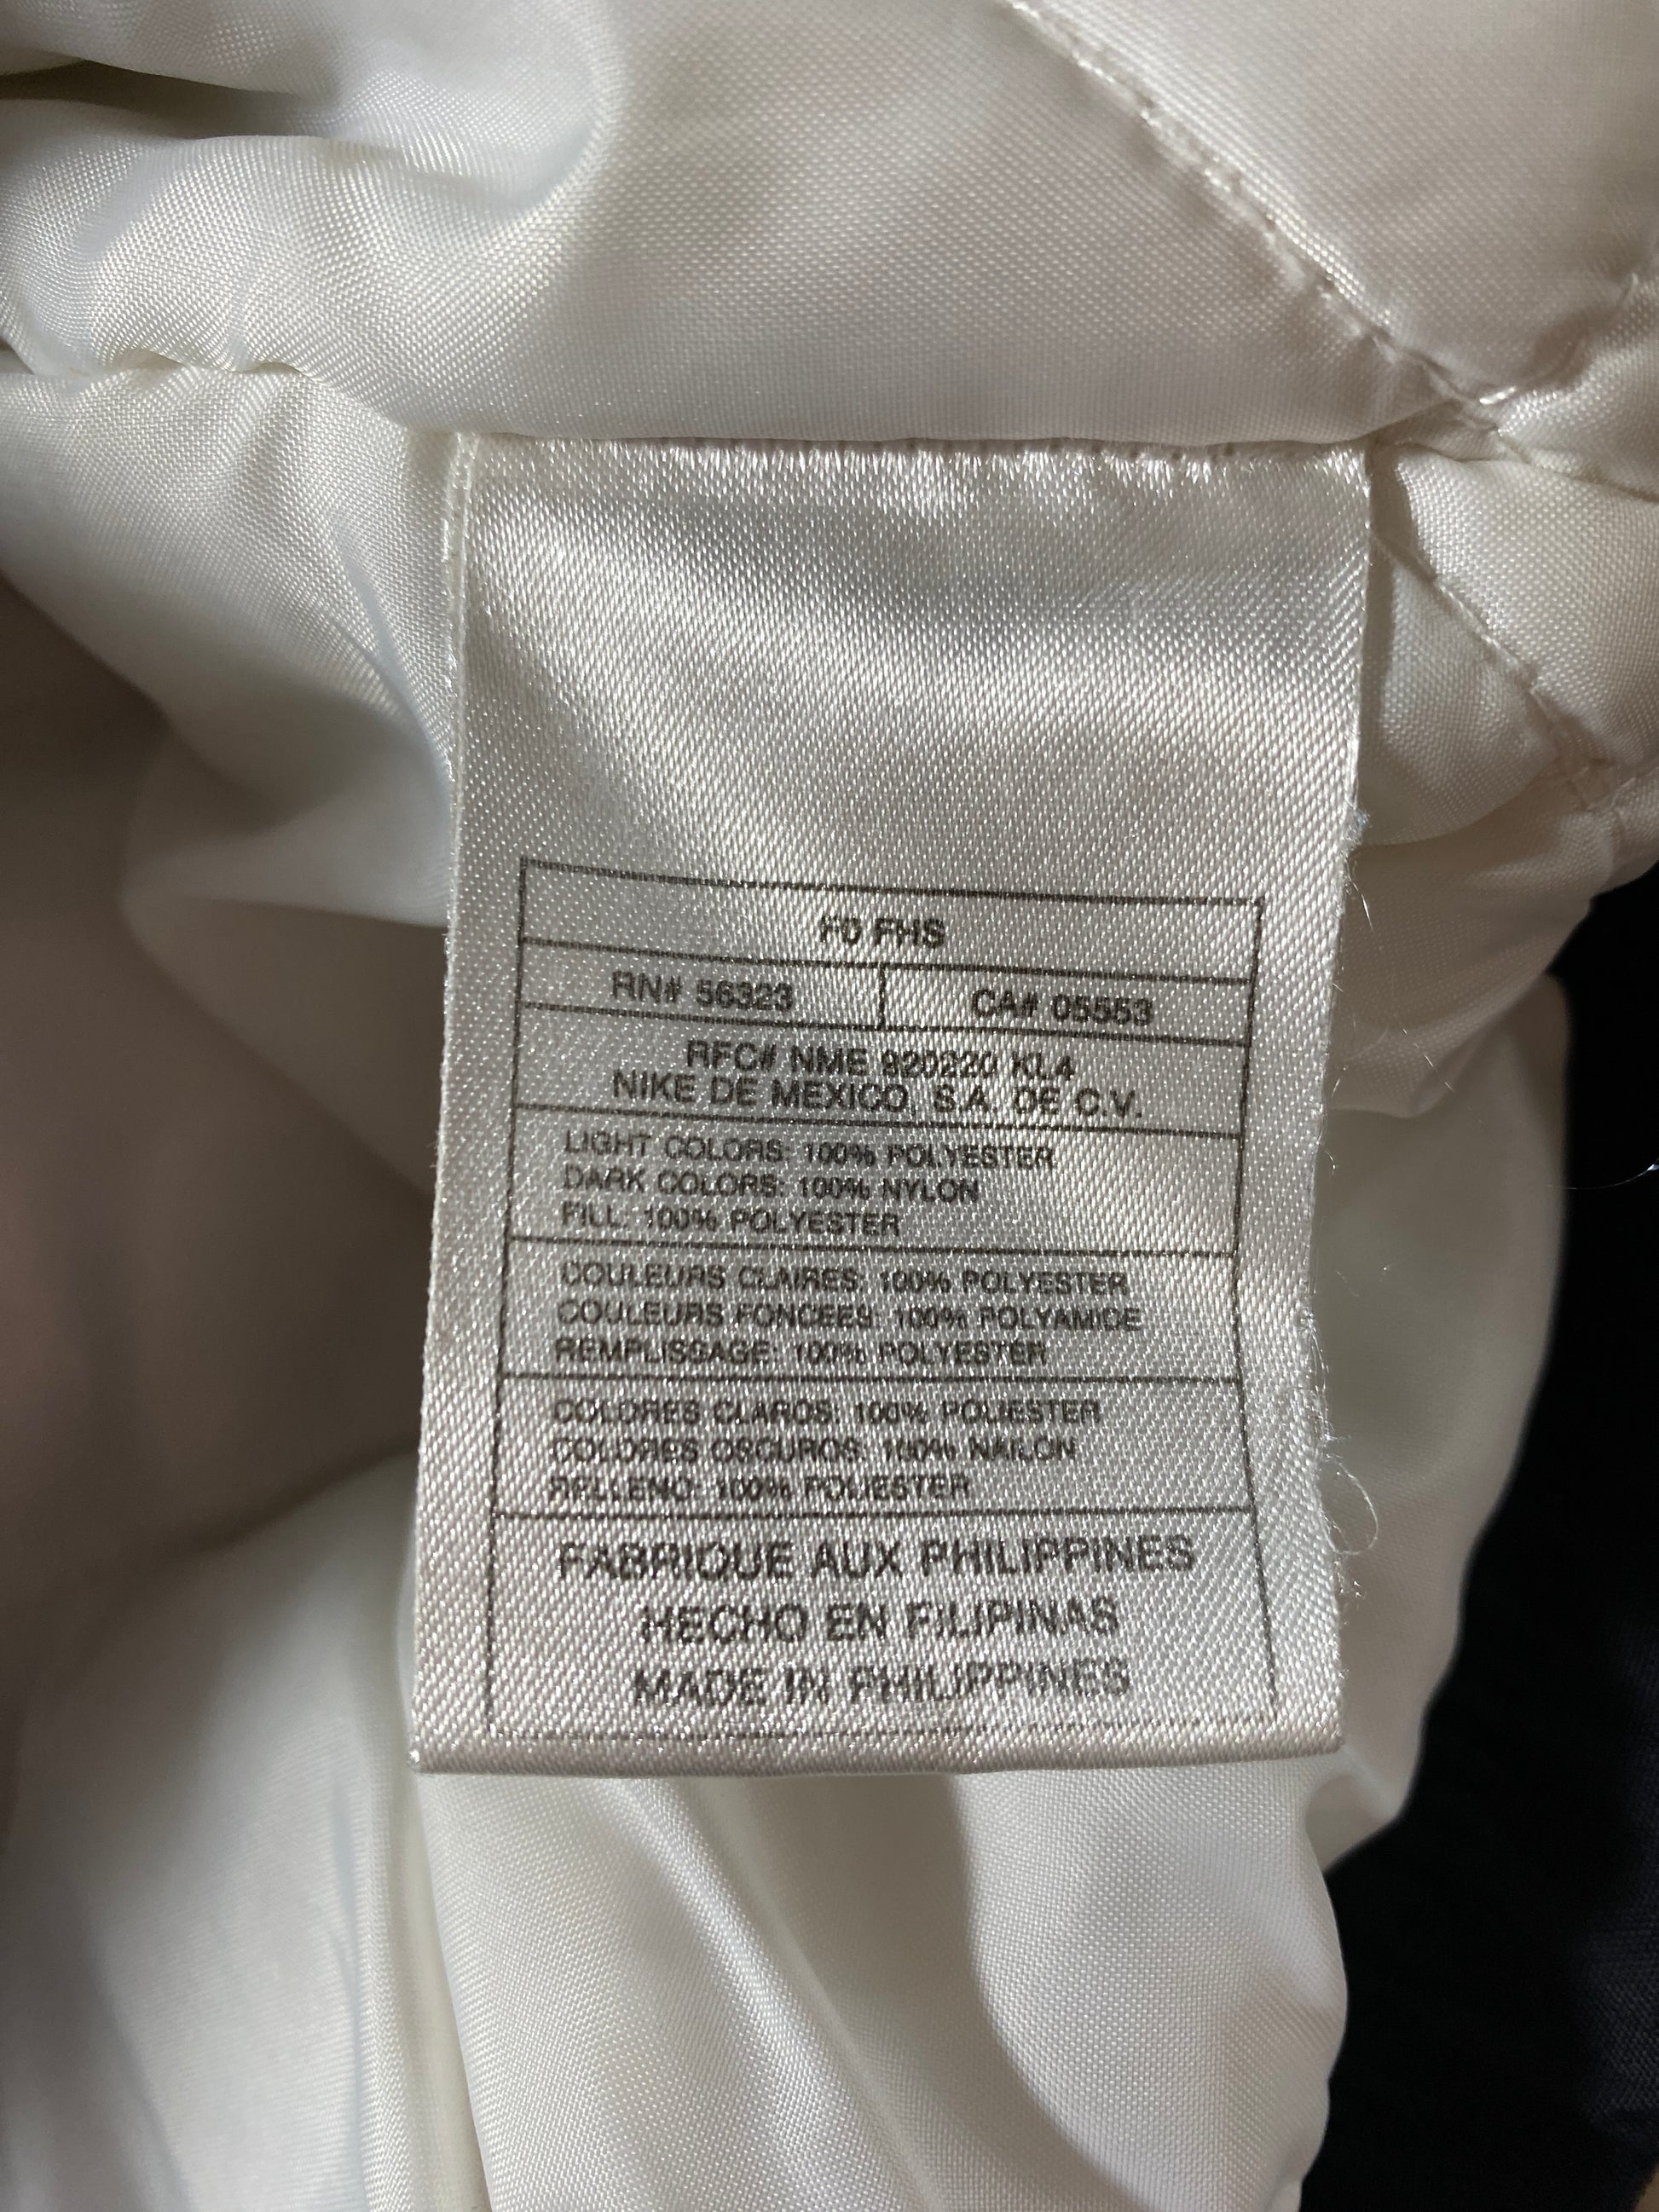 F0 FHS
RN# 56323 CA# 05553
RFC# NME 920220 KL4
NIKE DE MEXICO, S.A. DE C.V.
LIGHT COLORS: 100% POLYESTER
DARK COLORS: 100% NYLON
FILL: 100% POLYESTER
COULEURS CLAIRES: 100% POLYESTER
COULEURS FONCEES: 100% POLYAMIDE
REMPLISSAGE: 100% POLYESTER
COLORES CLAROS: 100% POLIESTER
COLORES OSCUROS: 100% NAILON
RELLENO: 100% POLIESTER
FABRIQUE AUX PHILIPPINES
HECHO EN FILIPINAS
MADE IN PHILIPPINES